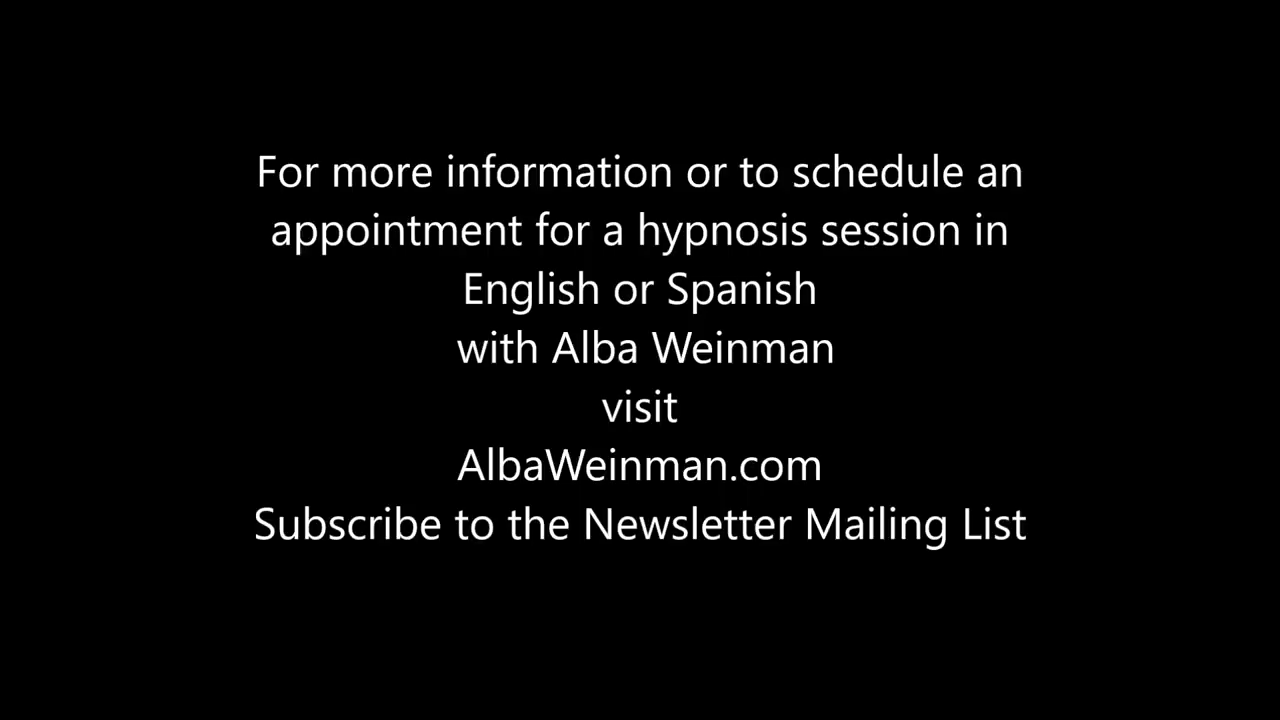 For more information or to schedule an
appointment for a hypnosis session in
English or Spanish
with Alba Weinman
visit
AlbaWeinman.com
Subscribe to the Newsletter Mailing List